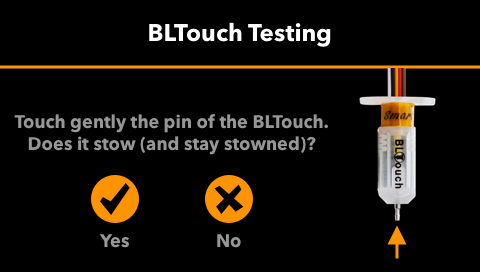 BLTouch Testing
Touch gently the pin of the BLTouch.
Does it stow (and stay stowned)?
Yes
No
Smar
BLTouch